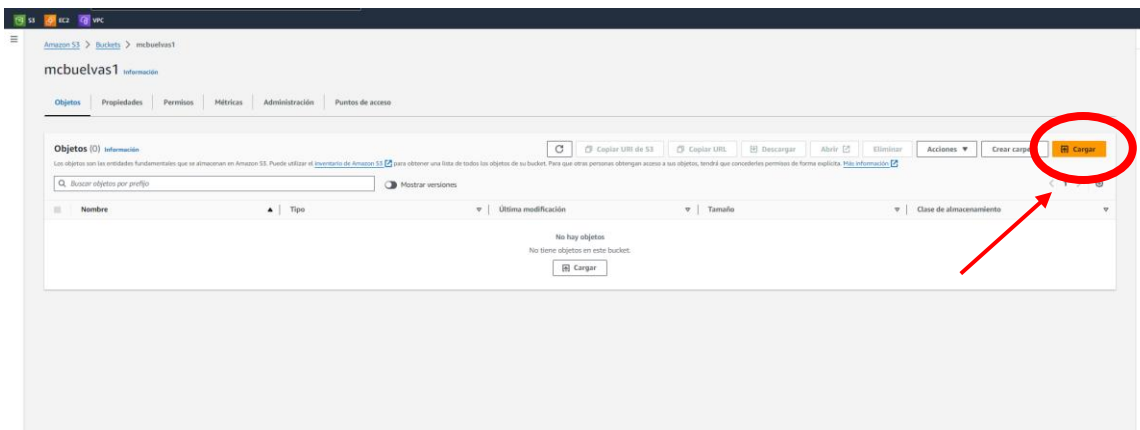 S3 EC2 VPC
Amazon S3 > Buckets > mcbuelvas1
mcbuelvas1 Información
Objetos Propiedades Permisos Métricas Administración Puntos de acceso
Objetos (0) Información
Copiar URI de S3 Copiar URL Descargar Abrir Eliminar Acciones Crear carpe Cargar
Los objetos son las entidades fundamentales que se almacenan en Amazon S3. Puede utilizar el inventario de Amazon S3 para obtener una lista de todos los objetos de su bucket. Para que otras personas obtengan acceso a sus objetos, tendrá que concederles permisos de forma explícita. Más información
Buscar objetos por prefijo
Mostrar versiones
1
Nombre Tipo Última modificación Tamaño Clase de almacenamiento
No hay objetos
No tiene objetos en este bucket.
Cargar